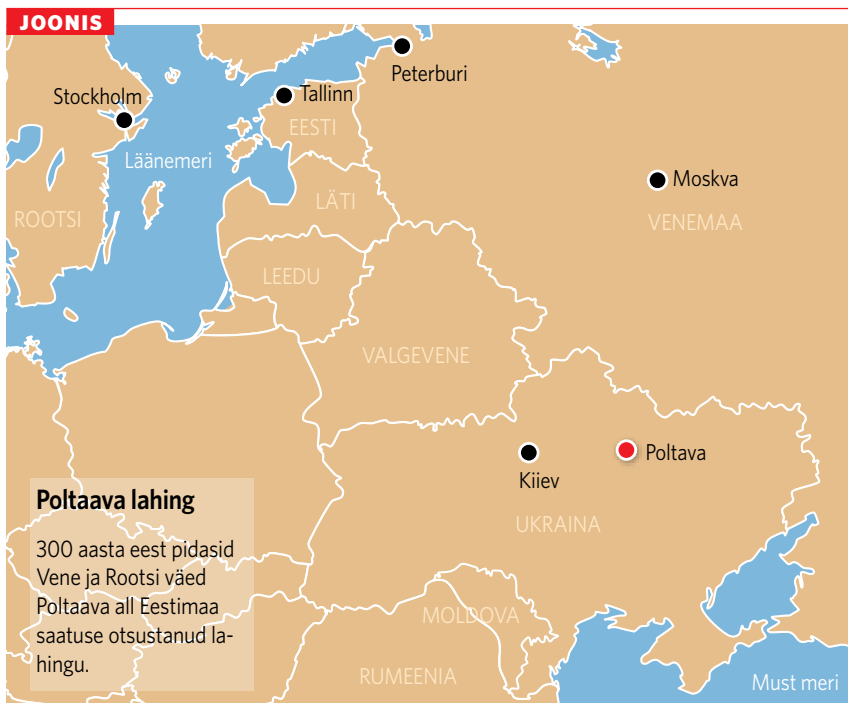 JOONIS
Peterburi
Stockholm
Tallinn
EESTI
Läänemeri
Moskva
LÄTI
ROOTSI
VENEMAA
LEEDU
VALGEVENE
Poltava
Kiiev
UKRAINA
Poltaava lahing
300 aasta eest pidasid
Vene ja Rootsi väed
Poltaava all Eestimaa
saatuse otsustanud la-
hingu.
MOLDOVA
RUMEENIA
Must meri